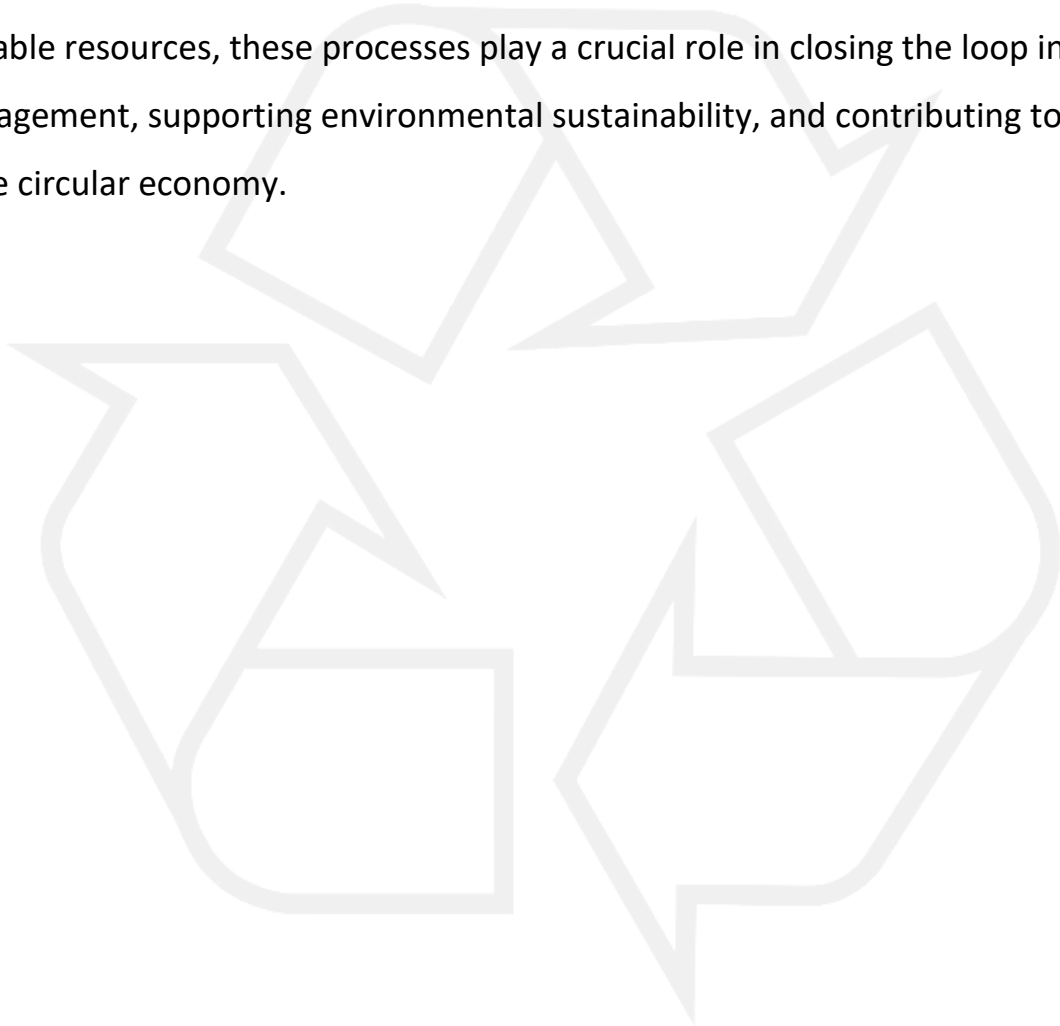 able resources, these processes play a crucial role in closing the loop in
agement, supporting environmental sustainability, and contributing to
e circular economy.